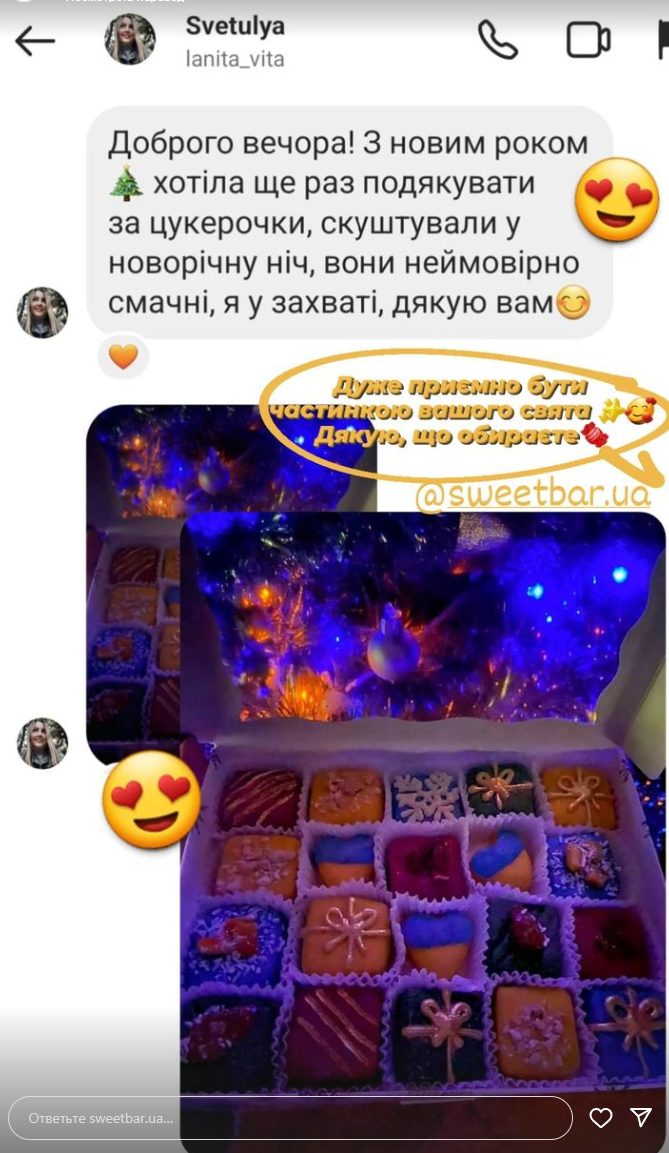 Svetulya
lanita_vita
Доброго вечора! З новим роком
🎄 хотіла ще раз подякувати
за цукерочки, скуштували у
новорічну ніч, вони неймовірно
смачні, я у захваті, дякую вам😊
Дуже приємно бути
частинкою вашого свята
Дякую, що обираєте
@sweetbar.ua
Ответьте sweetbar.ua...